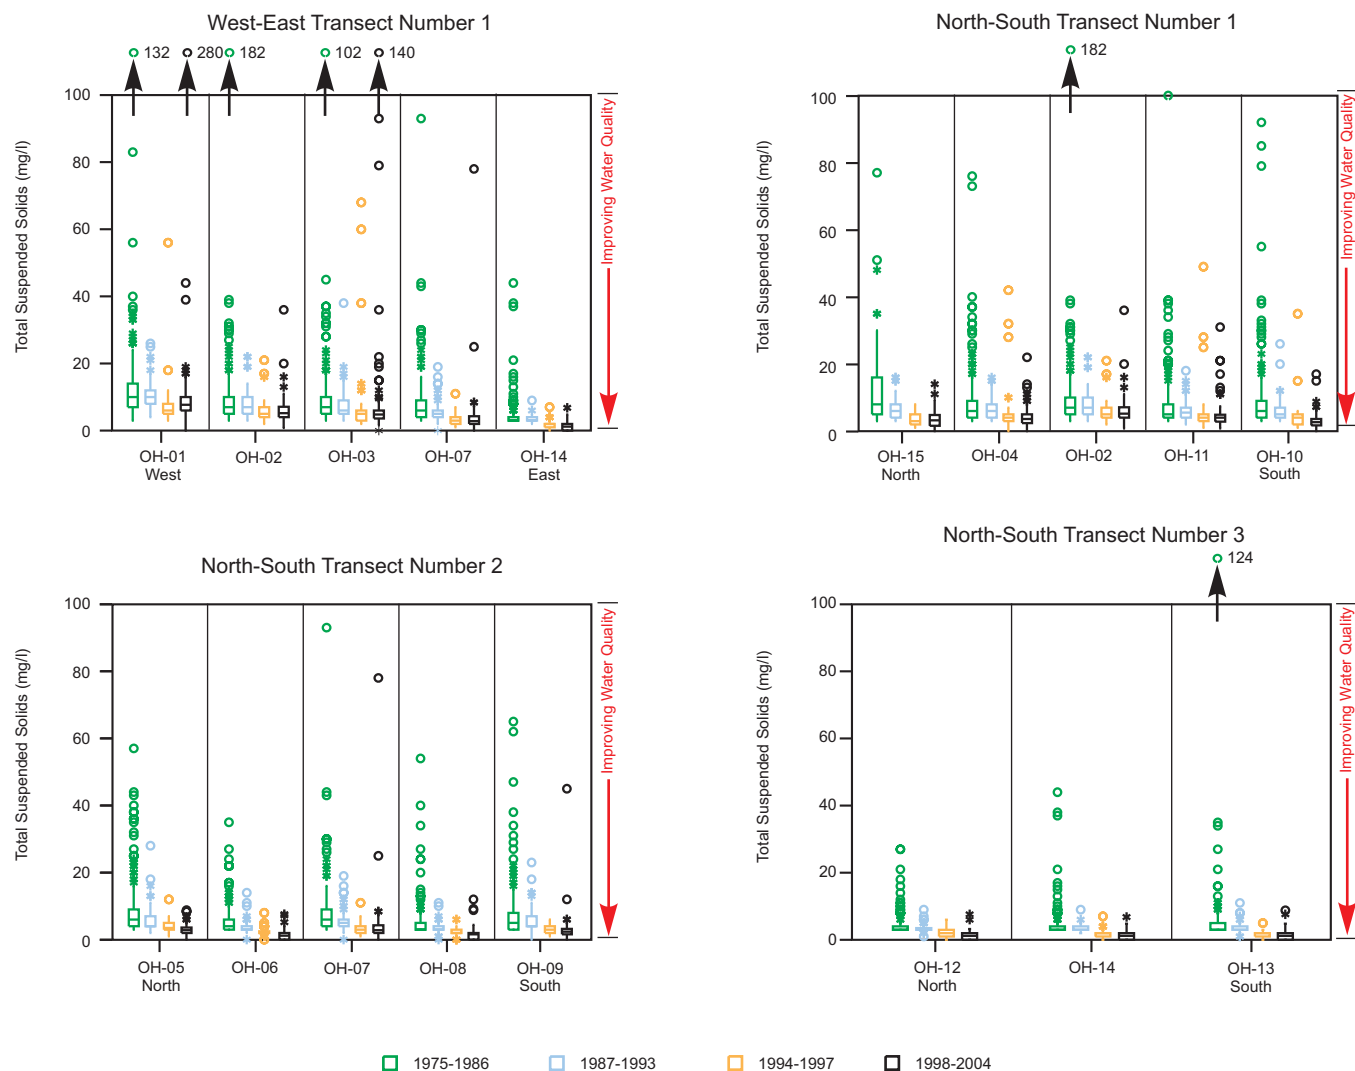 West-East Transect Number 1
132
280
182
102
140
100
80
60
40
20
0
Total Suspended Solids (mg/l)
Improving Water Quality
OH-01
OH-02
OH-03
OH-07
OH-14
West
East
North-South Transect Number 1
182
100
80
60
40
20
0
Total Suspended Solids (mg/l)
Improving Water Quality
OH-15
OH-04
OH-02
OH-11
OH-10
North
South
North-South Transect Number 2
100
80
60
40
20
0
Total Suspended Solids (mg/l)
Improving Water Quality
OH-05
OH-06
OH-07
OH-08
OH-09
North
South
North-South Transect Number 3
124
100
80
60
40
20
0
Total Suspended Solids (mg/l)
Improving Water Quality
OH-12
OH-14
OH-13
North
South
1975-1986
1987-1993
1994-1997
1998-2004